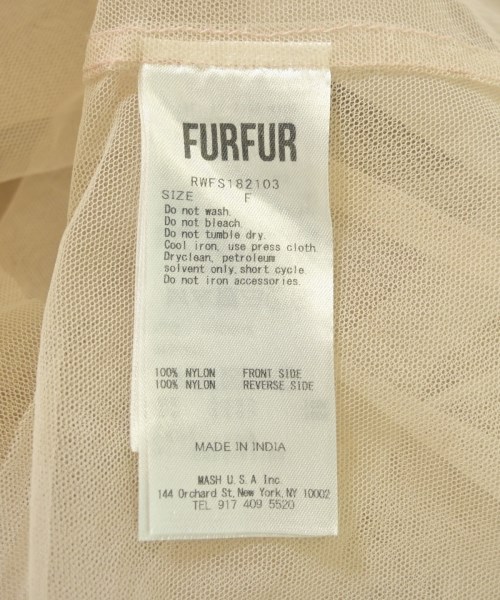 FURFUR
RWFS182103
SIZE F
Do not wash.
Do not bleach.
Do not tumble dry.
Cool iron, use press cloth.
Dryclean, petroleum
solvent only, short cycle.
Do not iron accessories.
100% NYLON FRONT SIDE
100% NYLON REVERSE SIDE
MADE IN INDIA
MASH U.S.A Inc.
144 Orchard St, New York, NY 10002
TEL 917 409 5520